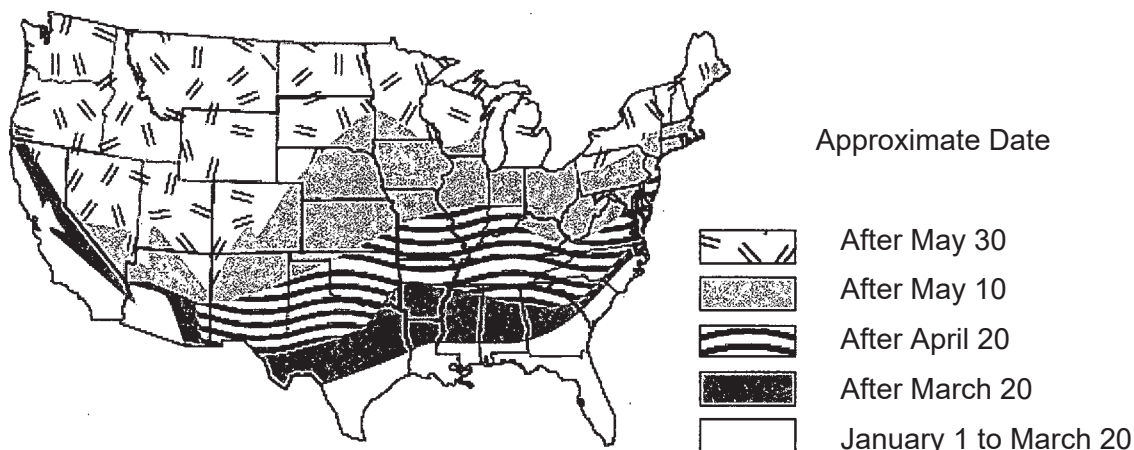 Approximate Date
After May 30
After May 10
After April 20
After March 20
January 1 to March 20